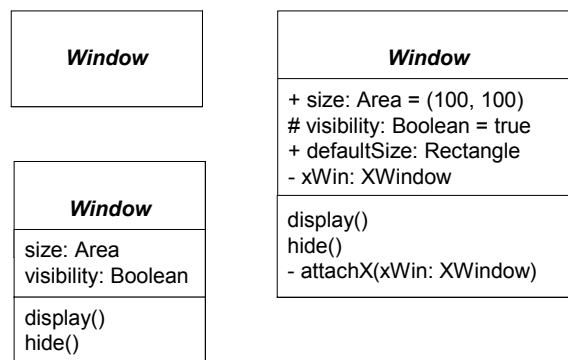 Window
Window
size: Area
visibility: Boolean
display()
hide()
Window
+ size: Area = (100, 100)
# visibility: Boolean = true
+ defaultSize: Rectangle
- xWin: XWindow
display()
hide()
- attachX(xWin: XWindow)